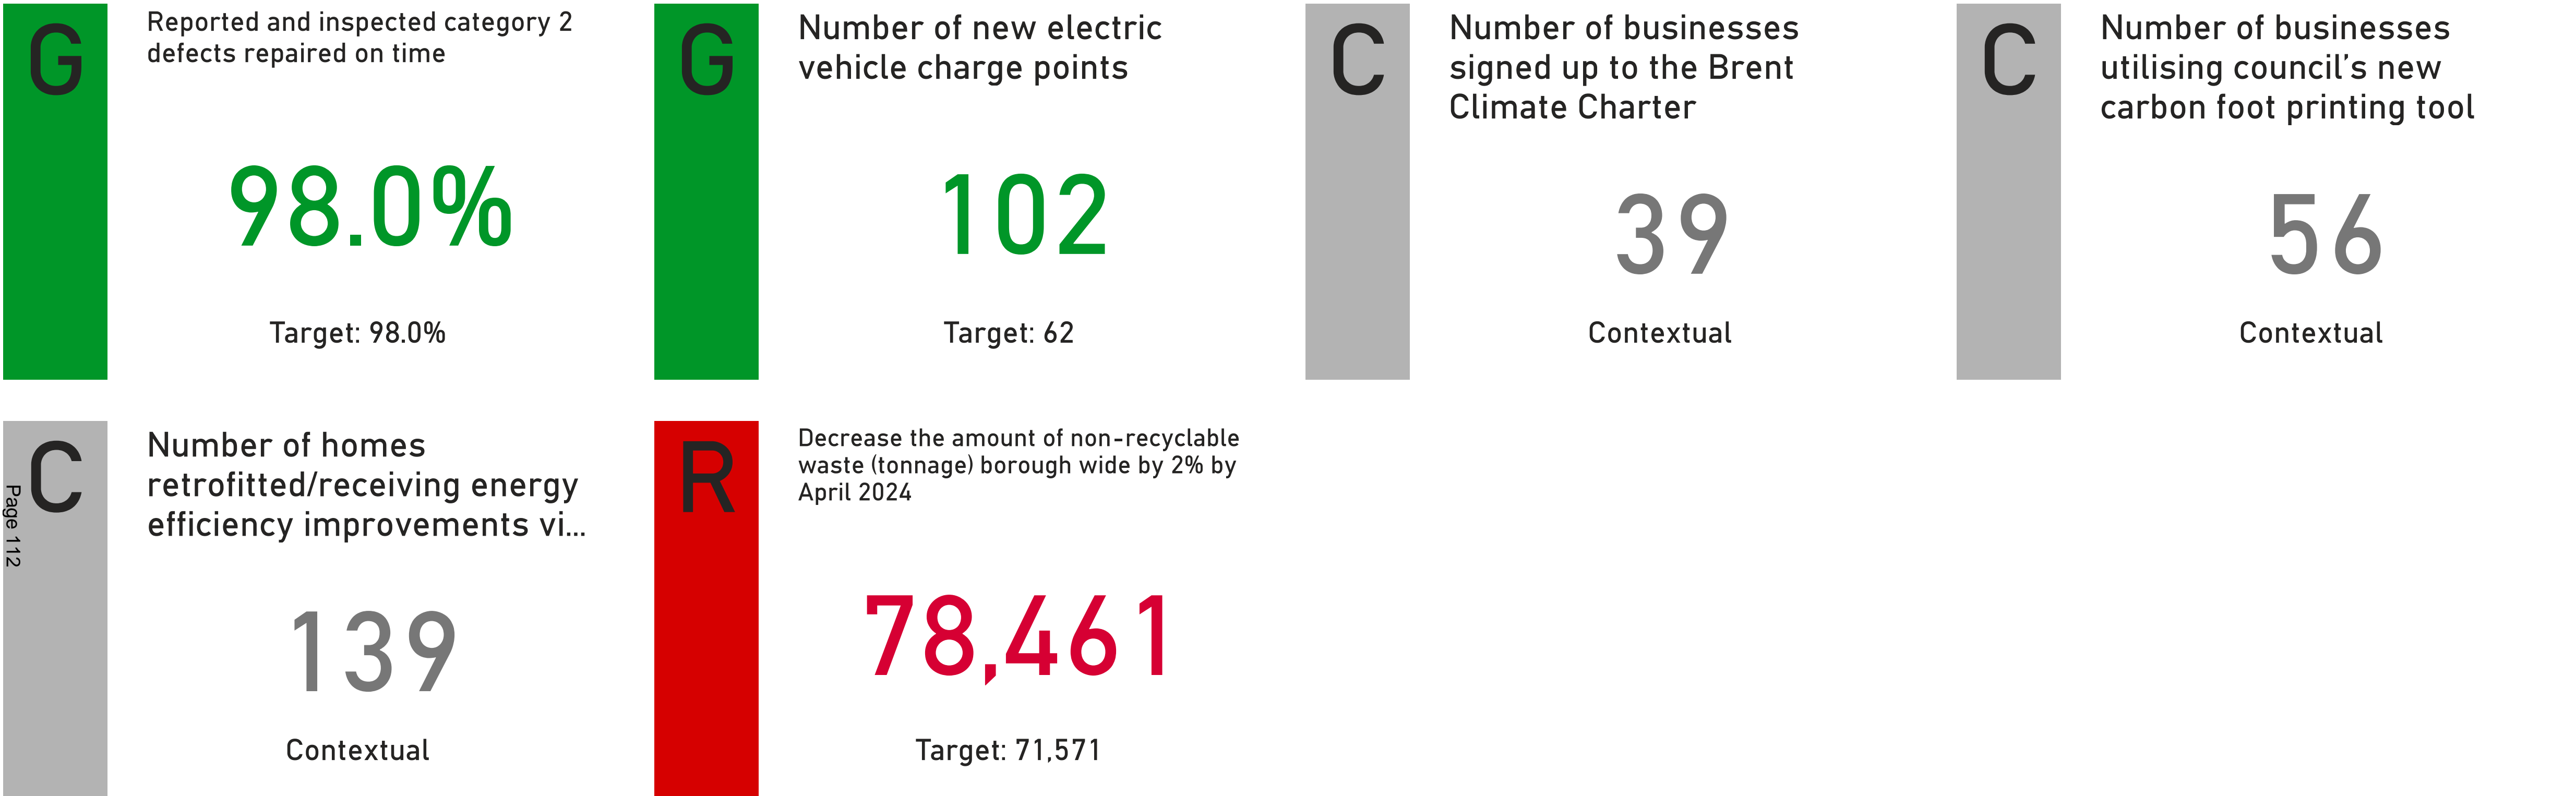 G
Reported and inspected category 2
defects repaired on time
98.0%
Target: 98.0%
G
Number of new electric
vehicle charge points
102
Target: 62
C
Number of businesses
signed up to the Brent
Climate Charter
39
Contextual
C
Number of businesses
utilising council’s new
carbon foot printing tool
56
Contextual
C
Page 112
Number of homes
retrofitted/receiving energy
efficiency improvements vi...
139
Contextual
R
Decrease the amount of non-recyclable
waste (tonnage) borough wide by 2% by
April 2024
78,461
Target: 71,571